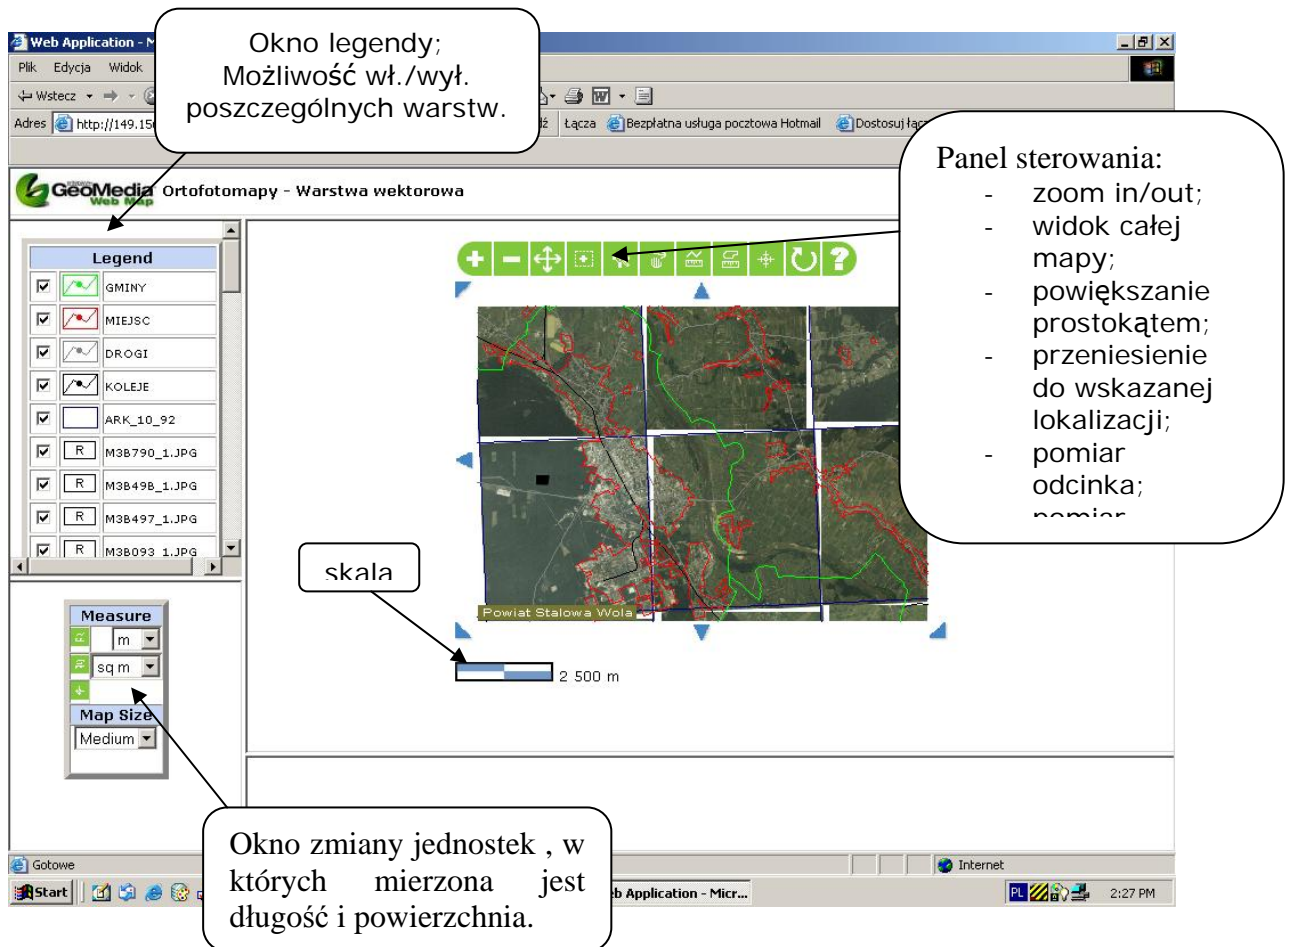 Web Application - M
Okno legendy;
Możliwość wł./wył.
poszczególnych warstw.
Plik Edycja Widok
Wstecz
Adres http://149.15
Łącza Bezpłatna usługa pocztowa Hotmail Dostosuj łącz
GeoMedia
Web Map
Ortofotomapy - Warstwa wektorowa
Panel sterowania:
- zoom in/out;
- widok całej
mapy;
- powiększanie
prostokątem;
- przeniesienie
do wskazanej
lokalizacji;
- pomiar
odcinka;
pomiar
Legend
GMINY
MIEJSC
DROGI
KOLEJE
ARK_10_92
R M3B790_1.JPG
R M3B49B_1.JPG
R M3B497_1.JPG
R M3B093_1.JPG
Powiat Stalowa Wola
skala
2 500 m
Measure
m
sq m
Map Size
Medium
Okno zmiany jednostek , w
których mierzona jest
długość i powierzchnia.
Gotowe
Internet
Start
b Application - Micr...
PL
2:27 PM